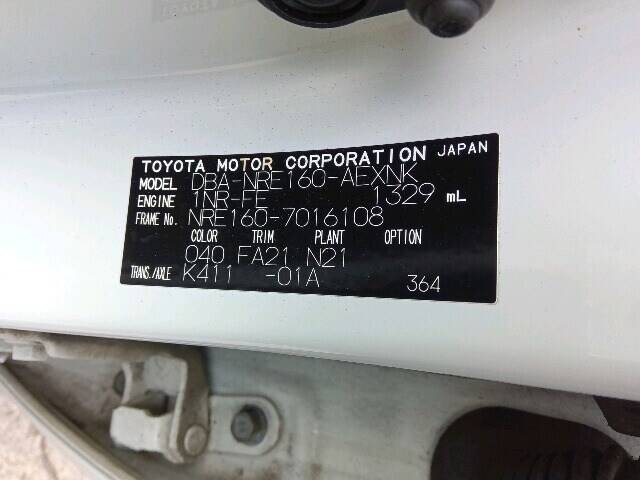 TOYOTA MOTOR CORPORATION JAPAN
MODEL DBA-NRE160-AEXNK
ENGINE 1NR-FE 1329 mL
FRAME No. NRE160-7016108
COLOR TRIM PLANT OPTION
040 FA21 N21
TRANS./AXLE K411 -01A 364